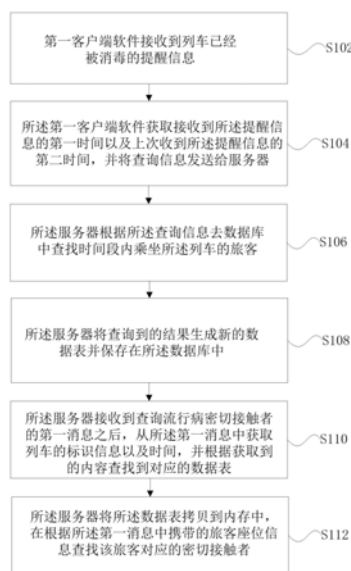 第一客户端软件接收到列车已经
被消毒的提醒信息
S102
所述第一客户端软件获取接收到所述提醒信
息的第一时间以及上次收到所述提醒信息的
第二时间，并将查询信息发送给服务器
S104
所述服务器根据所述查询信息去数据库
中查找时间段内乘坐所述列车的旅客
S106
所述服务器将查询到的结果生成新的数
据表并保存在所述数据库中
S108
所述服务器接收到查询流行病密切接触者
的第一消息之后，从所述第一消息中获取
列车的标识信息以及时间，并根据获取到
的内容查找到对应的数据表
S110
所述服务器将所述数据表拷贝到内存中，
在根据所述第一消息中携带的旅客座位信
息查找该旅客对应的密切接触者
S112